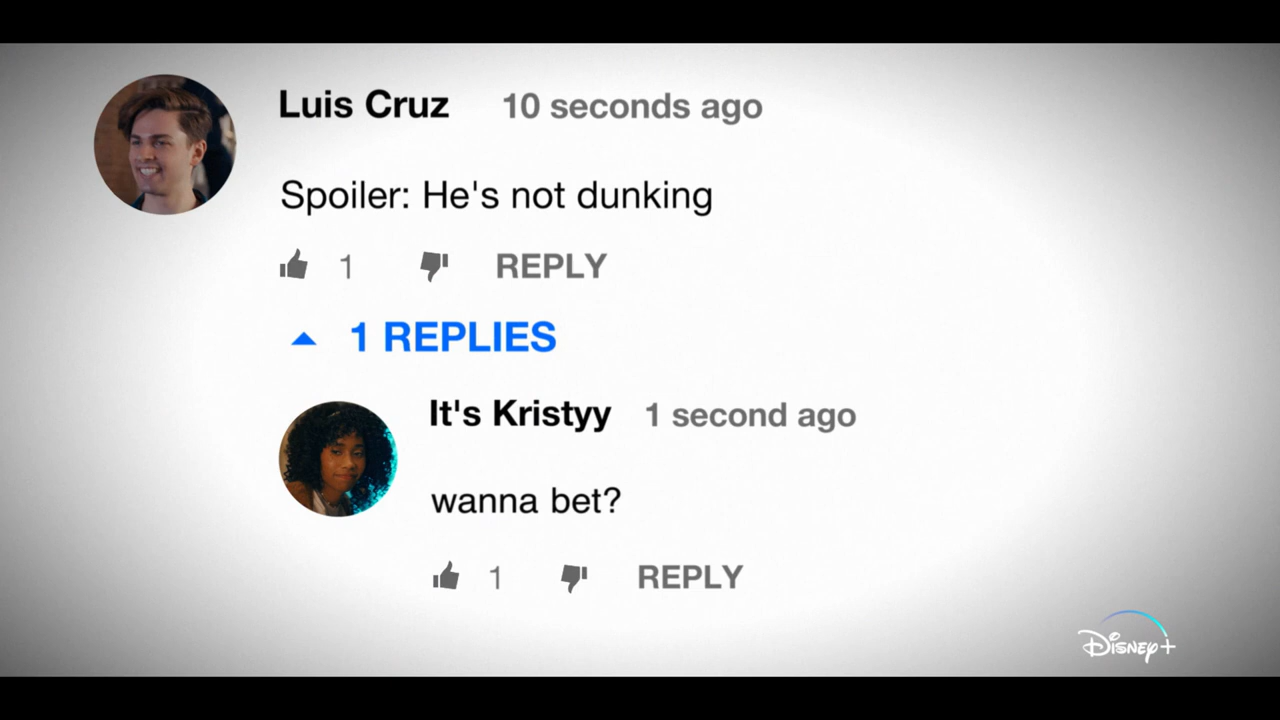 Luis Cruz 10 seconds ago
Spoiler: He's not dunking
1 REPLY
1 REPLIES
It's Kristyy 1 second ago
wanna bet?
1 REPLY
Disney+